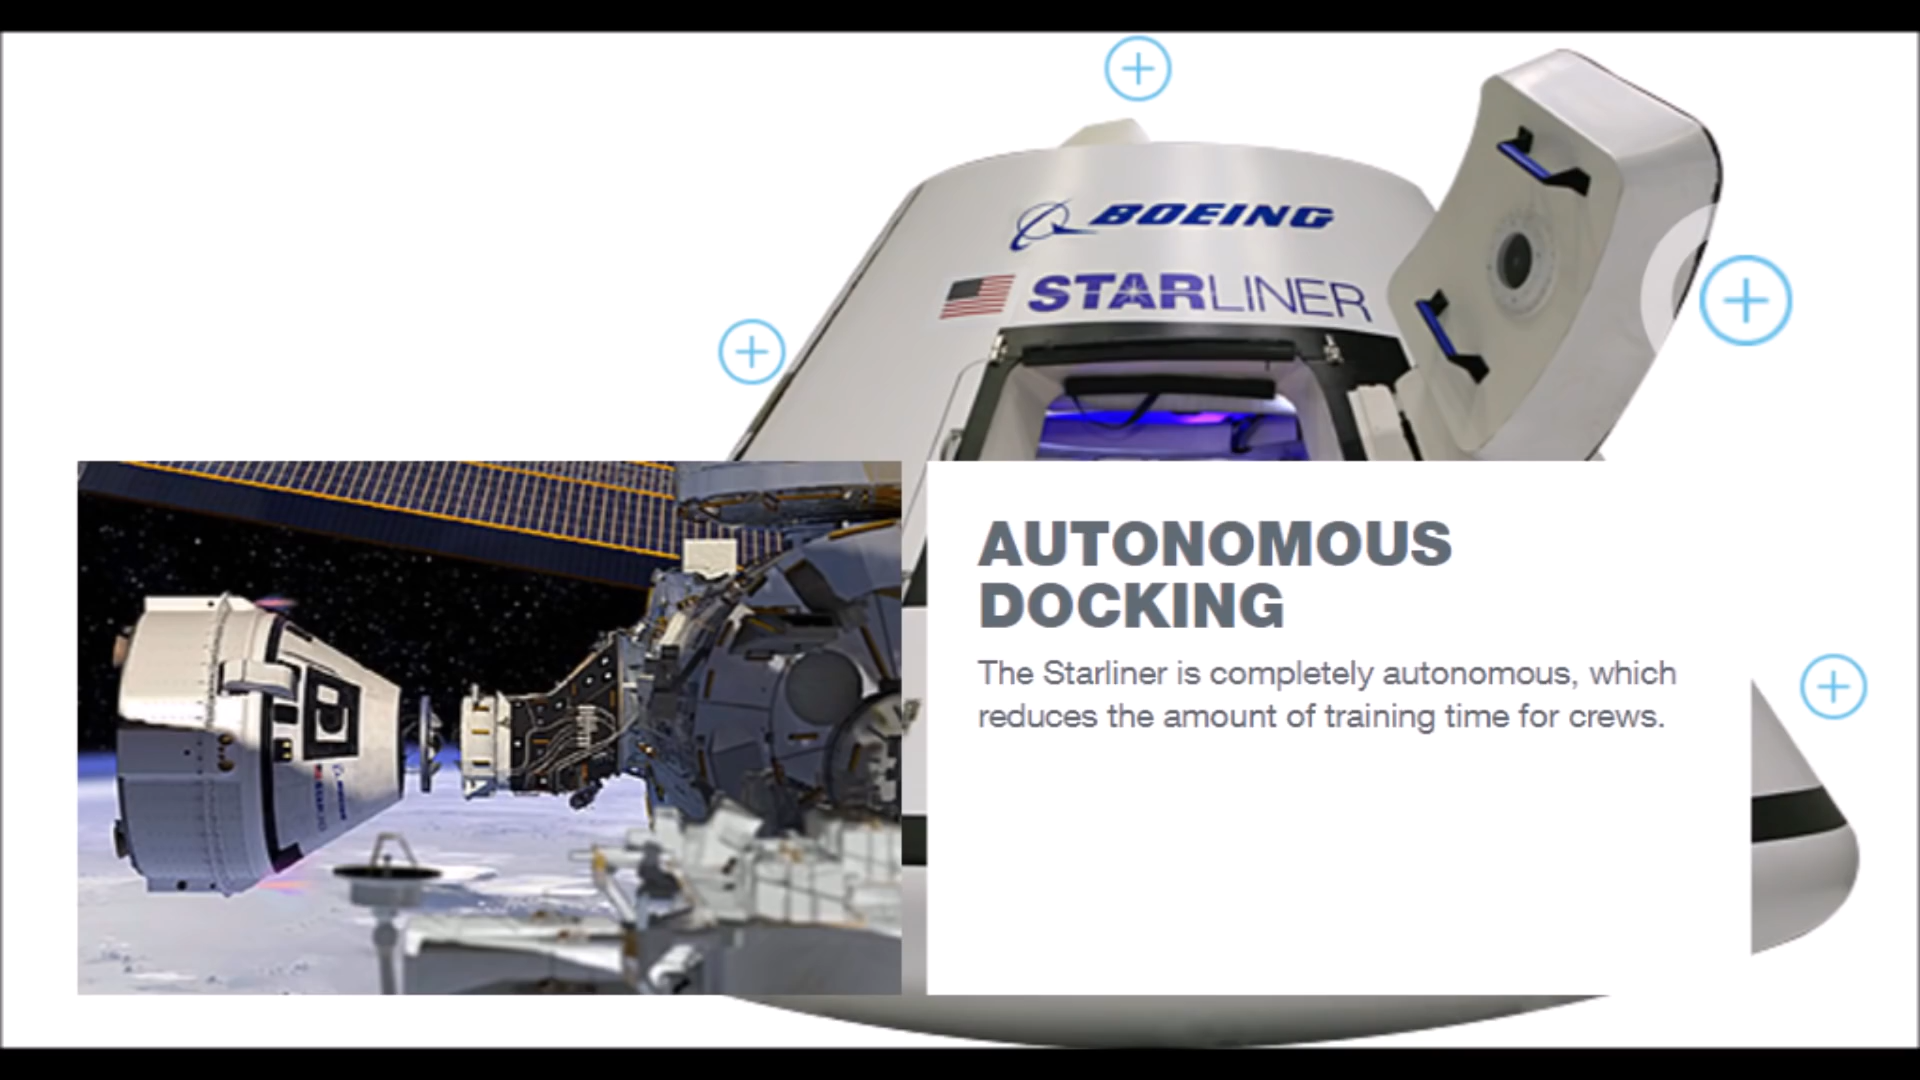 BOEING
STARLINER
AUTONOMOUS
DOCKING
The Starliner is completely autonomous, which
reduces the amount of training time for crews.